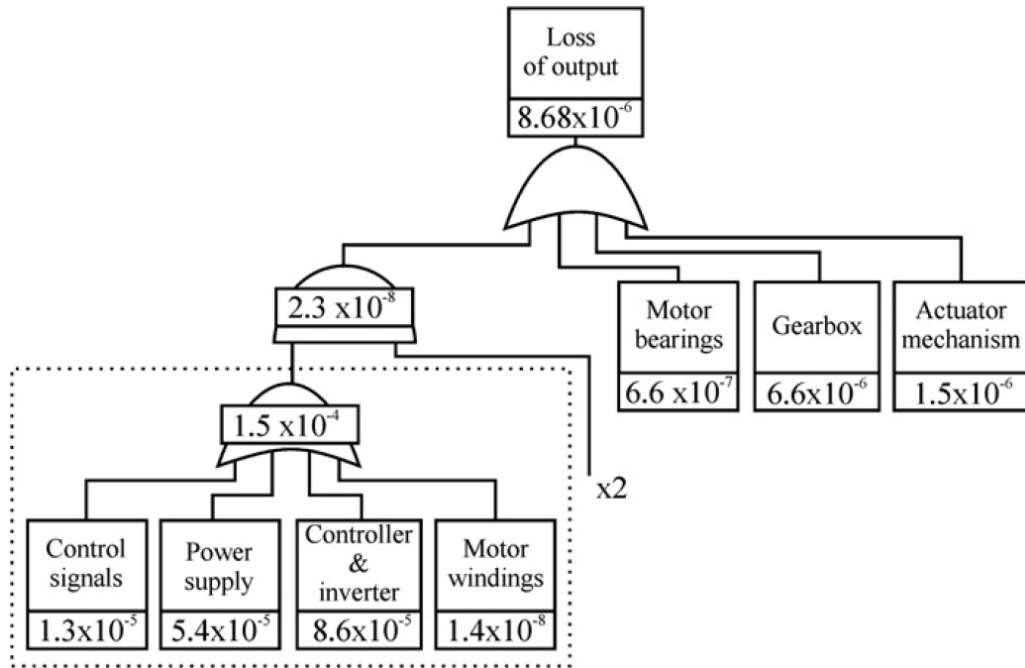 Loss
of output
8.68x10⁻⁶
2.3 x10⁻⁸
Motor
bearings
6.6 x10⁻⁷
Gearbox
6.6x10⁻⁶
Actuator
mechanism
1.5x10⁻⁶
1.5 x10⁻⁴
x2
Control
signals
1.3x10⁻⁵
Power
supply
5.4x10⁻⁵
Controller
&
inverter
8.6x10⁻⁵
Motor
windings
1.4x10⁻⁸